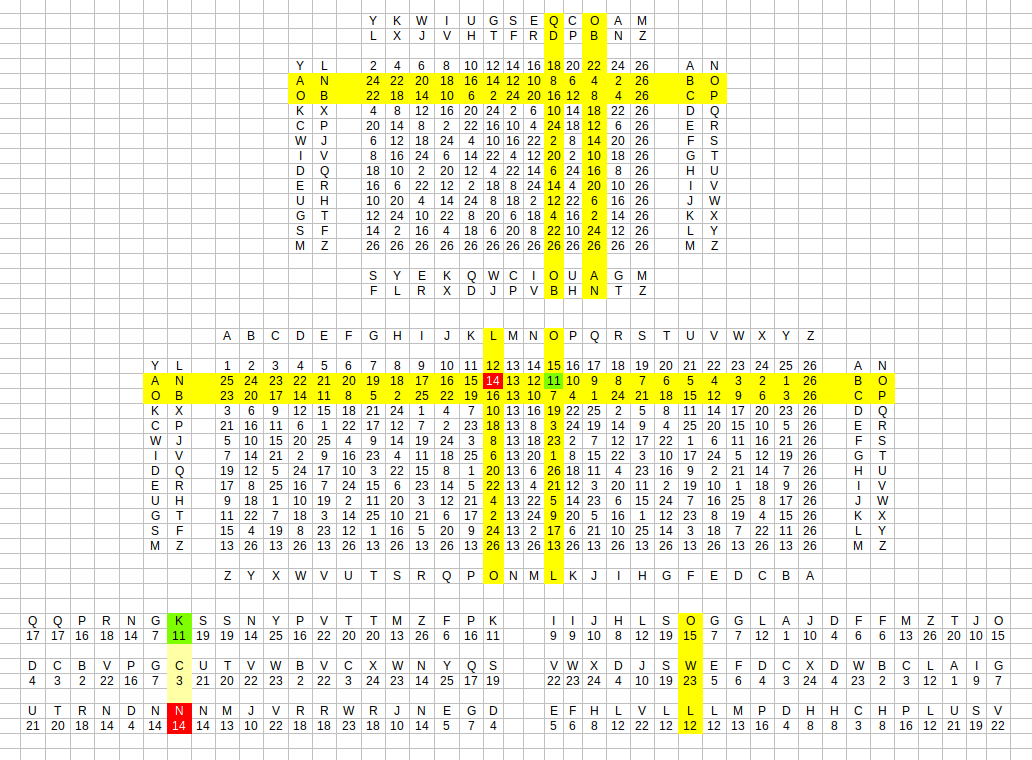 Y K W I U G S E Q C O A M
L X J V H T F R D P B N Z
Y L 2 4 6 8 10 12 14 16 18 20 22 24 26 A N
A N 24 22 20 18 16 14 12 10 8 6 4 2 26 B O
O B 22 18 14 10 6 2 24 20 16 12 8 4 26 C P
K X 4 8 12 16 20 24 2 6 10 14 18 22 26 D Q
C P 20 14 8 2 22 16 10 4 24 18 12 6 26 E R
W J 6 12 18 24 4 10 16 22 2 8 14 20 26 F S
I V 8 16 24 6 14 22 4 12 20 2 10 18 26 G T
D Q 18 10 2 20 12 4 22 14 6 24 16 8 26 H U
E R 16 6 22 12 2 18 8 24 14 4 20 10 26 I V
U H 10 20 4 14 24 8 18 2 12 22 6 16 26 J W
G T 12 24 10 22 8 20 6 18 4 16 2 14 26 K X
S F 14 2 16 4 18 6 20 8 22 10 24 12 26 L Y
M Z 26 26 26 26 26 26 26 26 26 26 26 26 26 M Z
S Y E K Q W C I O U A G M
F L R X D J P V B H N T Z
A B C D E F G H I J K L M N O P Q R S T U V W X Y Z
Y L 1 2 3 4 5 6 7 8 9 10 11 12 13 14 15 16 17 18 19 20 21 22 23 24 25 26 A N
A N 25 24 23 22 21 20 19 18 17 16 15 14 13 12 11 10 9 8 7 6 5 4 3 2 1 26 B O
O B 23 20 17 14 11 8 5 2 25 22 19 16 13 10 7 4 1 24 21 18 15 12 9 6 3 26 C P
K X 3 6 9 12 15 18 21 24 1 4 7 10 13 16 19 22 25 2 5 8 11 14 17 20 23 26 D Q
C P 21 16 11 6 1 22 17 12 7 2 23 18 13 8 3 24 19 14 9 4 25 20 15 10 5 26 E R
W J 5 10 15 20 25 4 9 14 19 24 3 8 13 18 23 2 7 12 17 22 1 6 11 16 21 26 F S
I V 7 14 21 2 9 16 23 4 11 18 25 6 13 20 1 8 15 22 3 10 17 24 5 12 19 26 G T
D Q 19 12 5 24 17 10 3 22 15 8 1 20 13 6 26 18 11 4 23 16 9 2 21 14 7 26 H U
E R 17 8 25 16 7 24 15 6 23 14 5 22 13 4 21 12 3 20 11 2 19 10 1 18 9 26 I V
U H 9 18 1 10 19 2 11 20 3 12 21 4 13 22 5 14 23 6 15 24 7 16 25 8 17 26 J W
G T 11 22 7 18 3 14 25 10 21 6 17 2 13 24 9 20 5 16 1 12 23 8 19 4 15 26 K X
S F 15 4 19 8 23 12 1 16 5 20 9 24 13 2 17 6 21 10 25 14 3 18 7 22 11 26 L Y
M Z 13 26 13 26 13 26 13 26 13 26 13 26 13 26 13 26 13 26 13 26 13 26 13 26 13 26 M Z
Z Y X W V U T S R Q P O N M L K J I H G F E D C B A
Q Q P R N G K S S N Y P V T T M Z F P K I I J H L S O G G L A J D F F M Z T J O
17 17 16 18 14 7 11 19 19 14 25 16 22 20 20 13 26 6 16 11 9 9 10 8 12 19 15 7 7 12 1 10 4 6 6 13 26 20 10 15
D C B V P G C U T V W B V C X W N Y Q S V W X D J S W E F D C X D W B C L A I G
4 3 2 22 16 7 3 21 20 22 23 2 22 3 24 23 14 25 17 19 22 23 24 4 10 19 23 5 6 4 3 24 4 23 2 3 12 1 9 7
U T R N D N N N M J V R R W R J N E G D E F H L V L L L M P D H H C H P L U S V
21 20 18 14 4 14 14 14 13 10 22 18 18 23 18 10 14 5 7 4 5 6 8 12 22 12 12 12 13 16 4 8 8 3 8 16 12 21 19 22